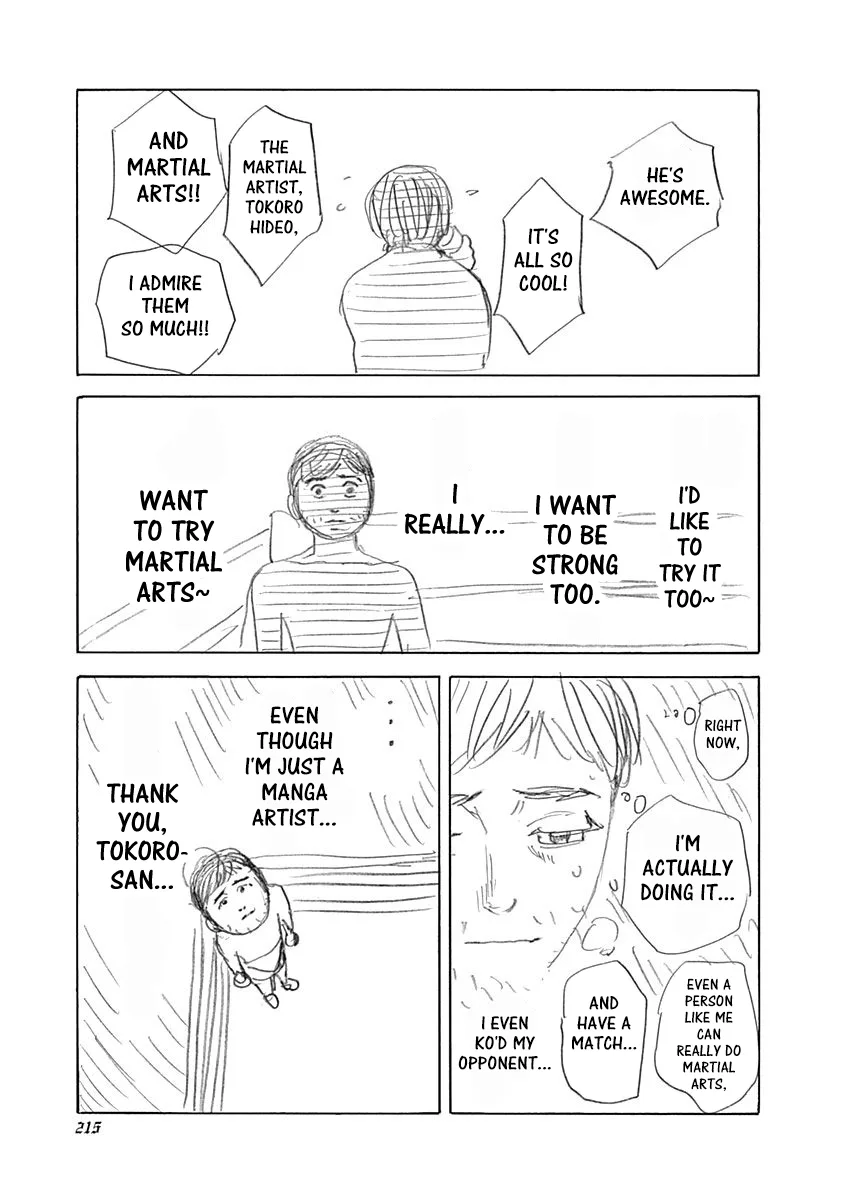 HE'S
AWESOME.
IT'S
ALL SO
COOL!
THE
MARTIAL
ARTIST,
TOKORO
HIDEO,
AND
MARTIAL
ARTS!!
I ADMIRE
THEM
SO MUCH!!
I'D
LIKE
TO
TRY IT
TOO~
I WANT
TO BE
STRONG
TOO.
I
REALLY...
WANT
TO TRY
MARTIAL
ARTS~
RIGHT
NOW,
I'M
ACTUALLY
DOING IT...
EVEN A
PERSON
LIKE ME
CAN
REALLY DO
MARTIAL
ARTS,
AND
HAVE A
MATCH...
I EVEN
KO'D MY
OPPONENT...
...
EVEN
THOUGH
I'M JUST A
MANGA
ARTIST...
THANK
YOU,
TOKORO-
SAN...
215